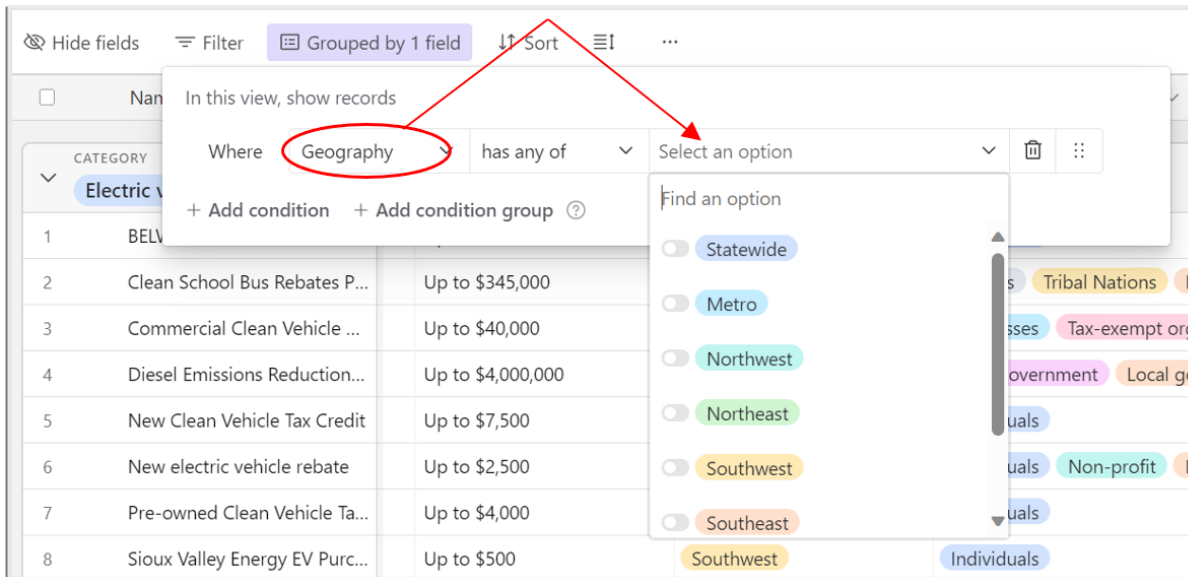 Hide fields Filter Grouped by 1 field Sort ...
In this view, show records
Where Geography has any of Select an option
+ Add condition + Add condition group ?
Find an option
Statewide
Metro
Northwest
Northeast
Southwest
Southeast
CATEGORY
Electric
1
2 Clean School Bus Rebates P... Up to $345,000 Tribal Nations
3 Commercial Clean Vehicle ... Up to $40,000 Tax-exempt
4 Diesel Emissions Reduction... Up to $4,000,000 Local
5 New Clean Vehicle Tax Credit Up to $7,500
6 New electric vehicle rebate Up to $2,500 Non-profit
7 Pre-owned Clean Vehicle Ta... Up to $4,000
8 Sioux Valley Energy EV Purc... Up to $500 Southwest Individuals